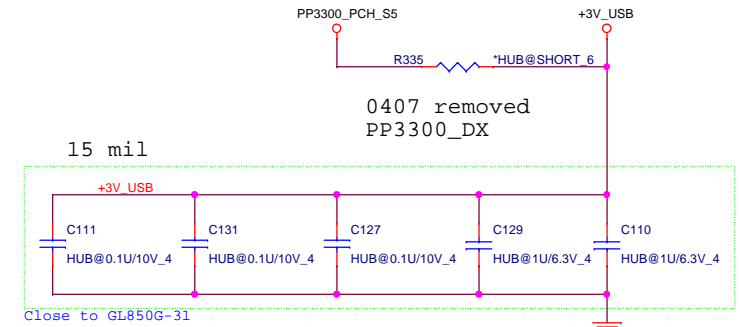 PP3300_PCH_S5
+3V_USB
R335
*HUB@SHORT_6
0407 removed
PP3300_DX
15 mil
+3V_USB
C111
C131
C127
C129
C110
HUB@0.1U/10V_4
HUB@0.1U/10V_4
HUB@0.1U/10V_4
HUB@1U/6.3V_4
HUB@1U/6.3V_4
Close to GL850G-31